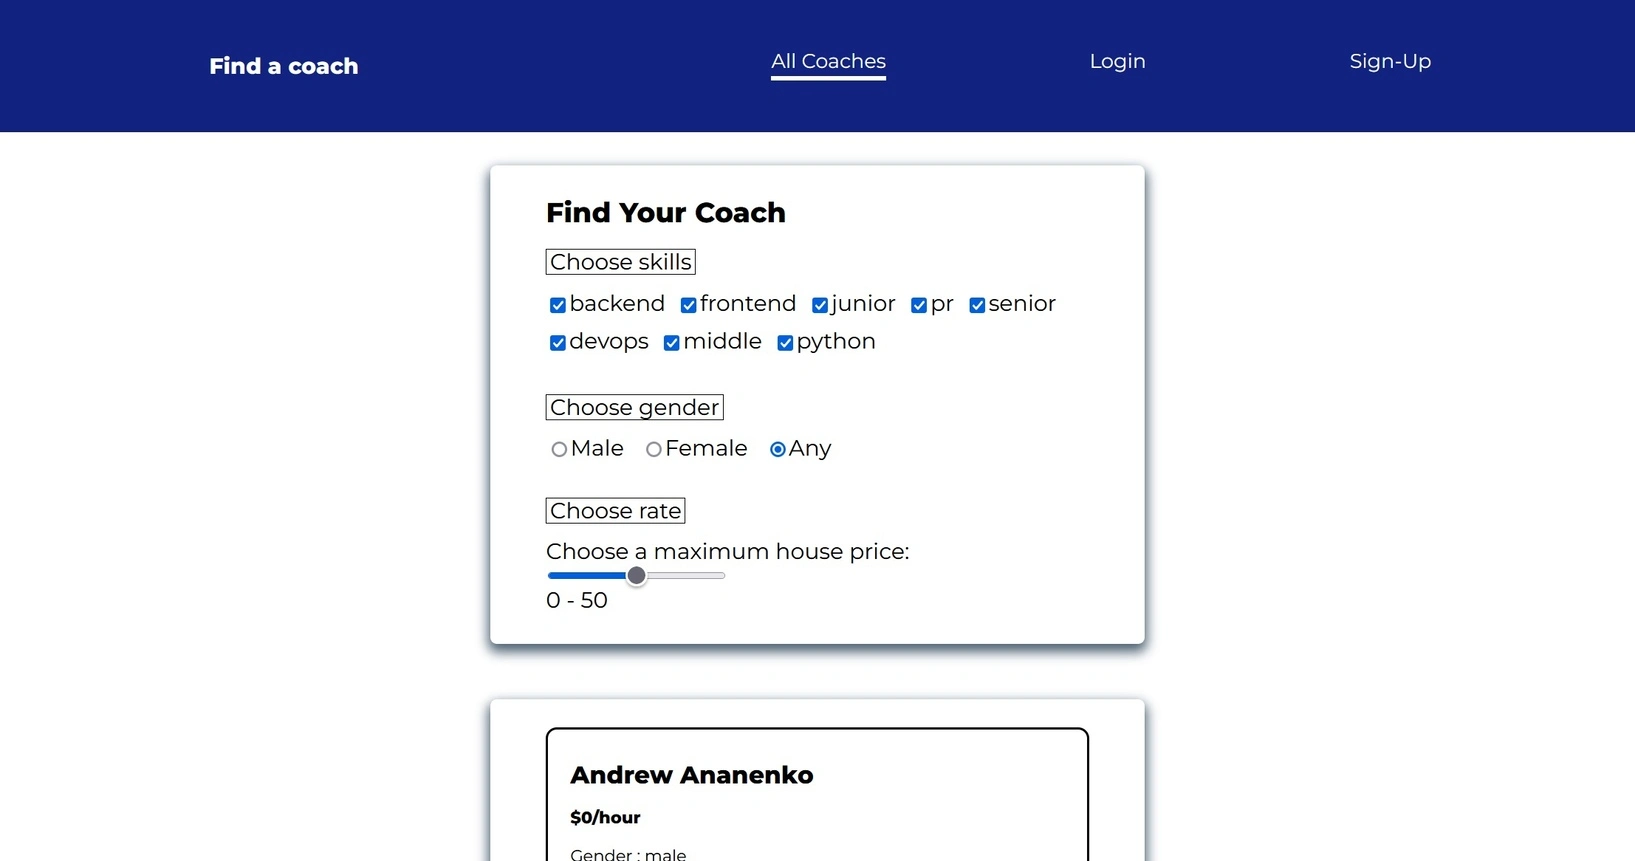 Find a coach
All Coaches
Login
Sign-Up
Find Your Coach
Choose skills
backend frontend junior pr senior
devops middle python
Choose gender
Male Female Any
Choose rate
Choose a maximum house price:
0 - 50
Andrew Ananenko
$0/hour
Gender : male